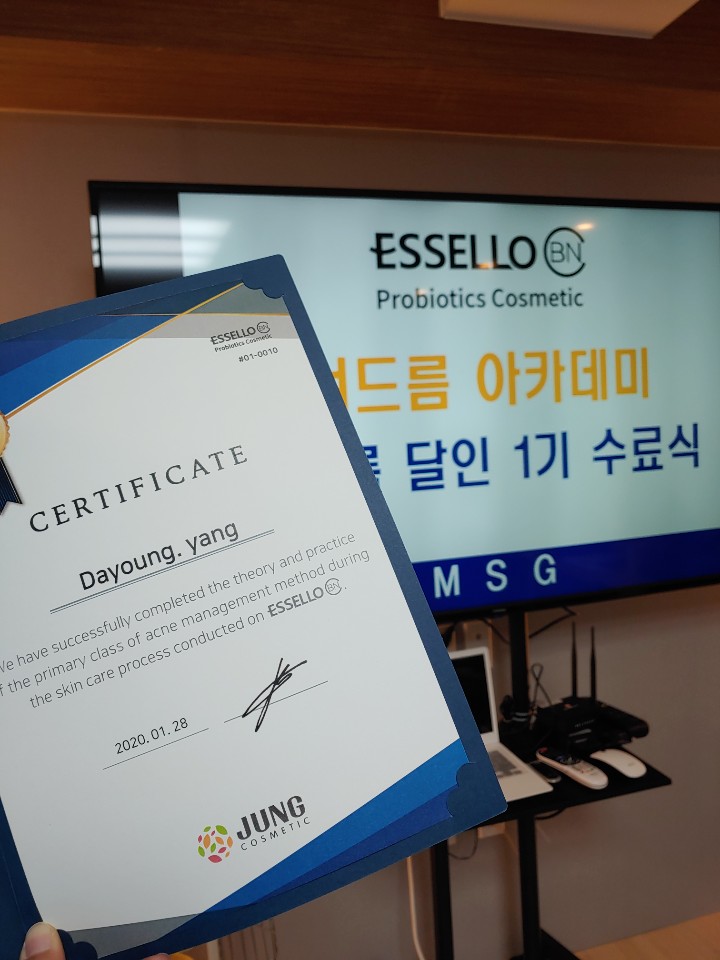 ESSELLO BN
Probiotics Cosmetic
드름 아카데미
달인 1기 수료식
M S G
ESSELLO BN
Probiotics Cosmetic
#01-0010
CERTIFICATE
Dayoung. yang
We have successfully completed the theory and practice
of the primary class of acne management method during
the skin care process conducted on ESSELLO BN.
2020. 01. 28
JUNG
COSMETIC